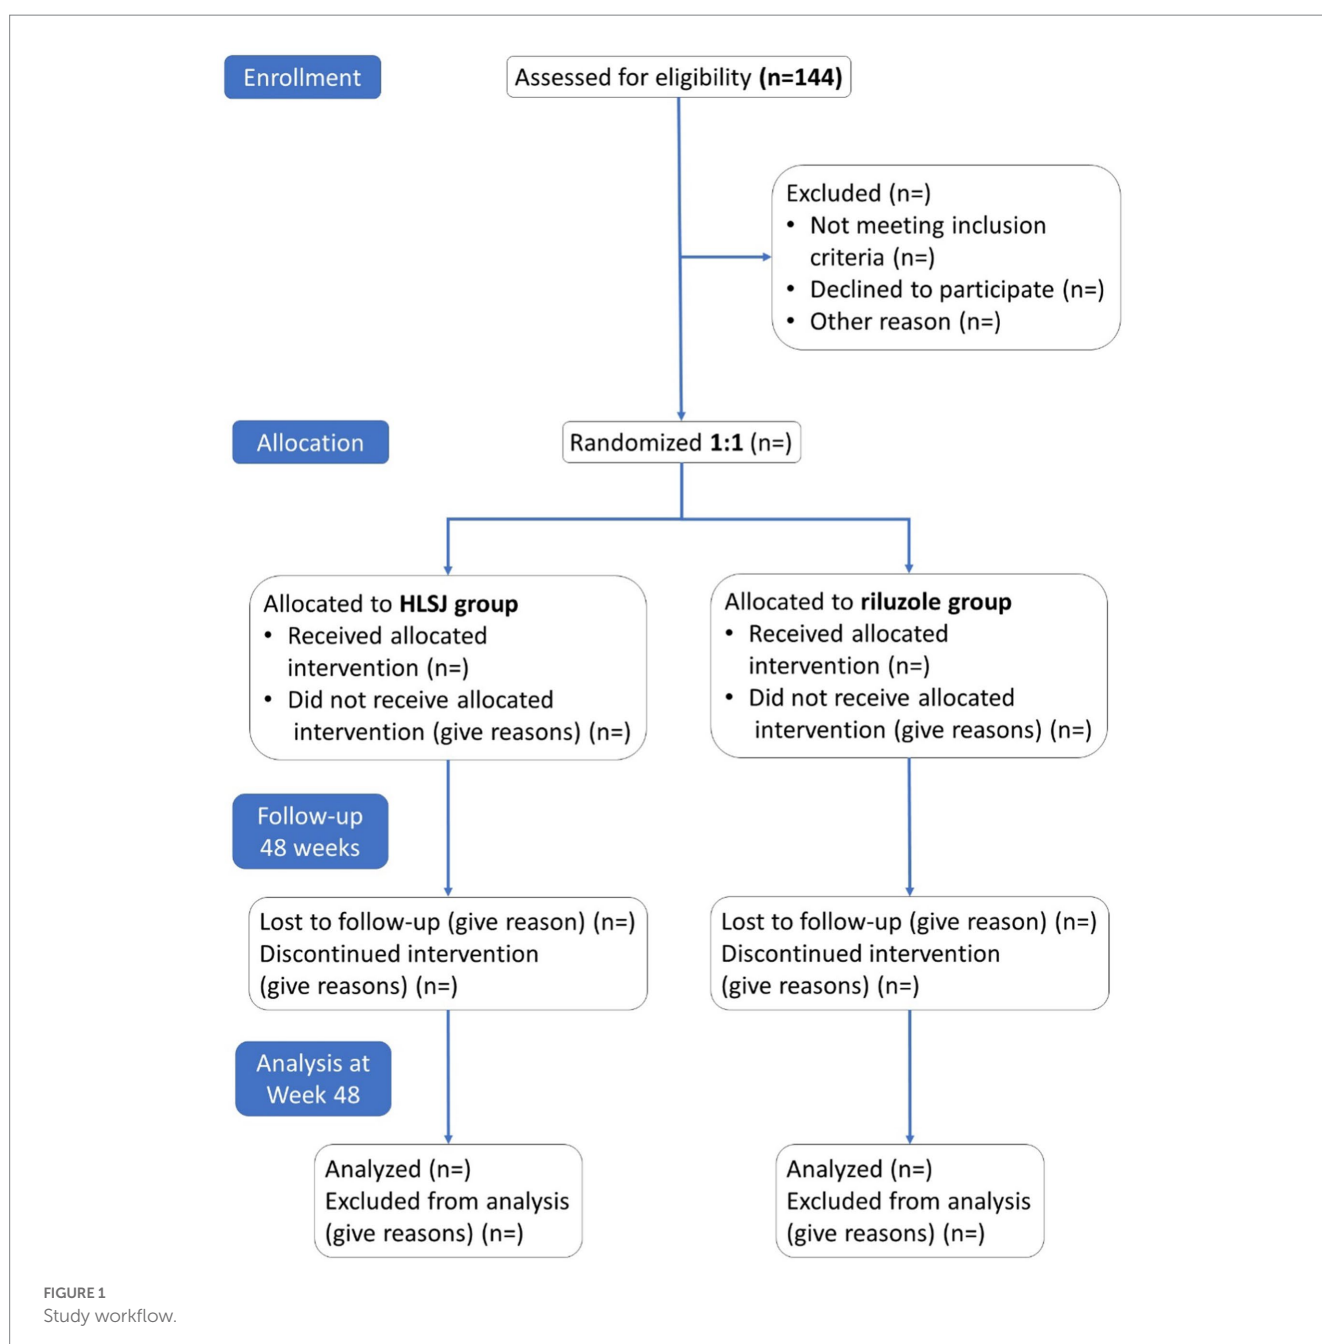 Enrollment
Assessed for eligibility (n=144)
Excluded (n=)
• Not meeting inclusion
criteria (n=)
• Declined to participate (n=)
• Other reason (n=)
Allocation
Randomized 1:1 (n=)
Allocated to HLSJ group
• Received allocated
intervention (n=)
• Did not receive allocated
intervention (give reasons) (n=)
Allocated to riluzole group
• Received allocated
intervention (n=)
• Did not receive allocated
intervention (give reasons) (n=)
Follow-up
48 weeks
Lost to follow-up (give reason) (n=)
Discontinued intervention
(give reasons) (n=)
Lost to follow-up (give reason) (n=)
Discontinued intervention
(give reasons) (n=)
Analysis at
Week 48
Analyzed (n=)
Excluded from analysis
(give reasons) (n=)
Analyzed (n=)
Excluded from analysis
(give reasons) (n=)
FIGURE 1
Study workflow.